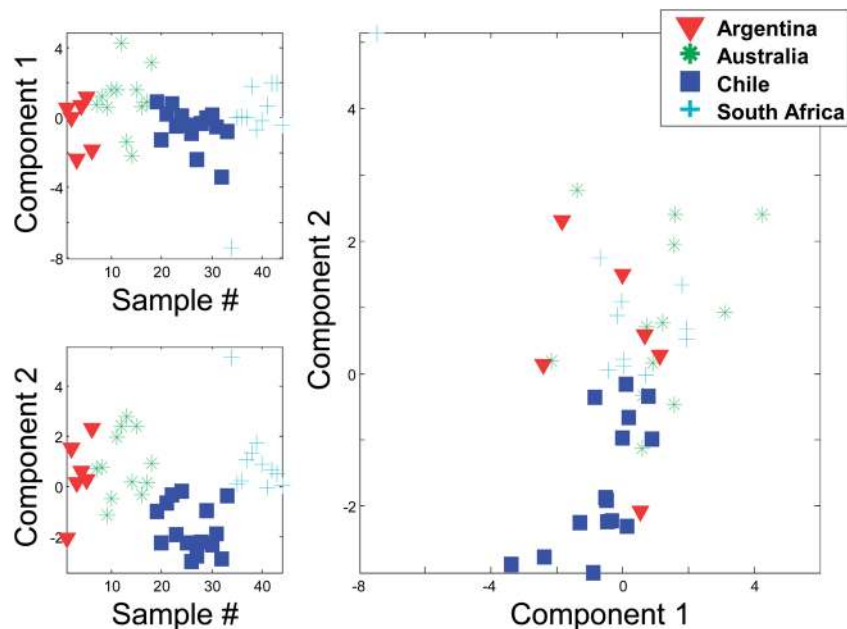 Component 1
4
0
-4
-8
10
20
30
40
Sample #
Component 2
4
2
0
-2
10
20
30
40
Sample #
Argentina
Australia
Chile
South Africa
Component 2
4
2
0
-2
-8
-4
0
4
Component 1